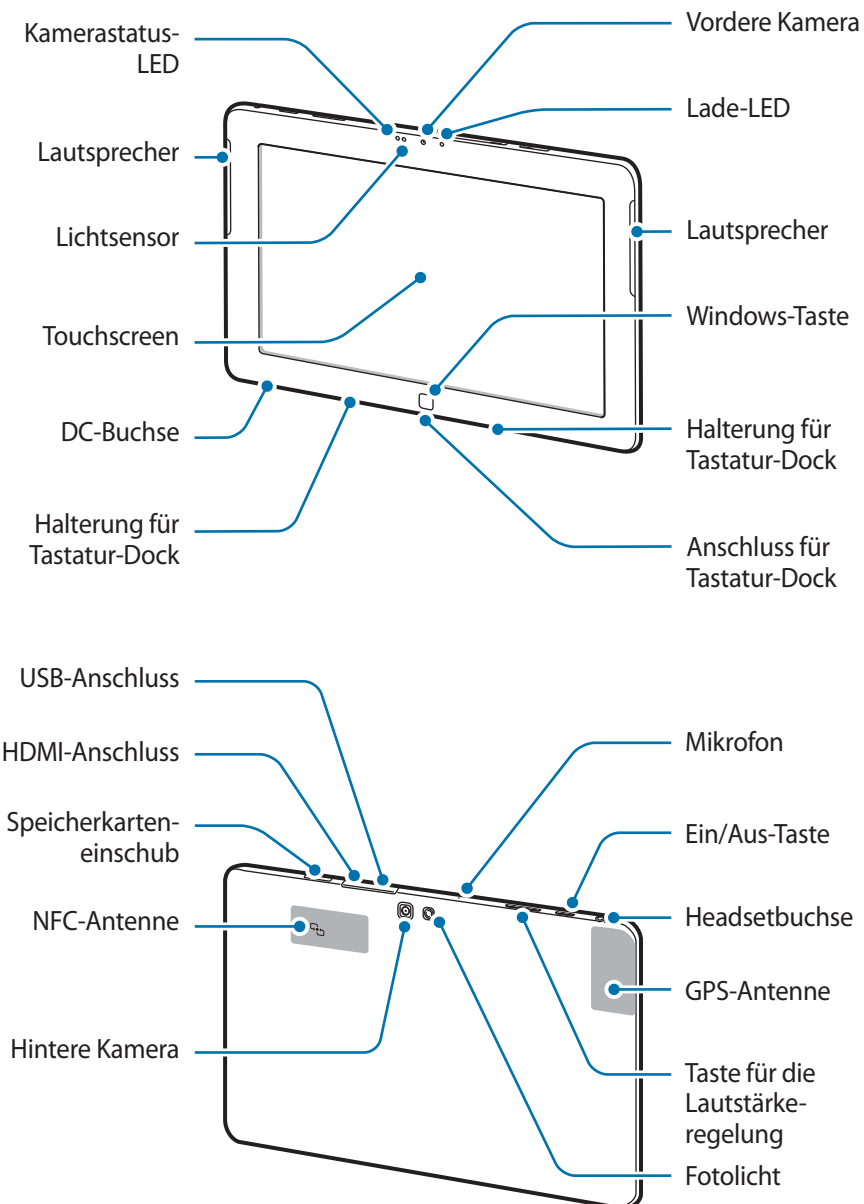 Kamerastatus-
LED
Vordere Kamera
Lade-LED
Lautsprecher
Lichtsensor
Lautsprecher
Touchscreen
Windows-Taste
DC-Buchse
Halterung für
Tastatur-Dock
Halterung für
Tastatur-Dock
Anschluss für
Tastatur-Dock
USB-Anschluss
HDMI-Anschluss
Mikrofon
Speicherkarten-
einschub
Ein/Aus-Taste
NFC-Antenne
Headsetbuchse
GPS-Antenne
Hintere Kamera
Taste für die
Lautstärke-
regelung
Fotolicht